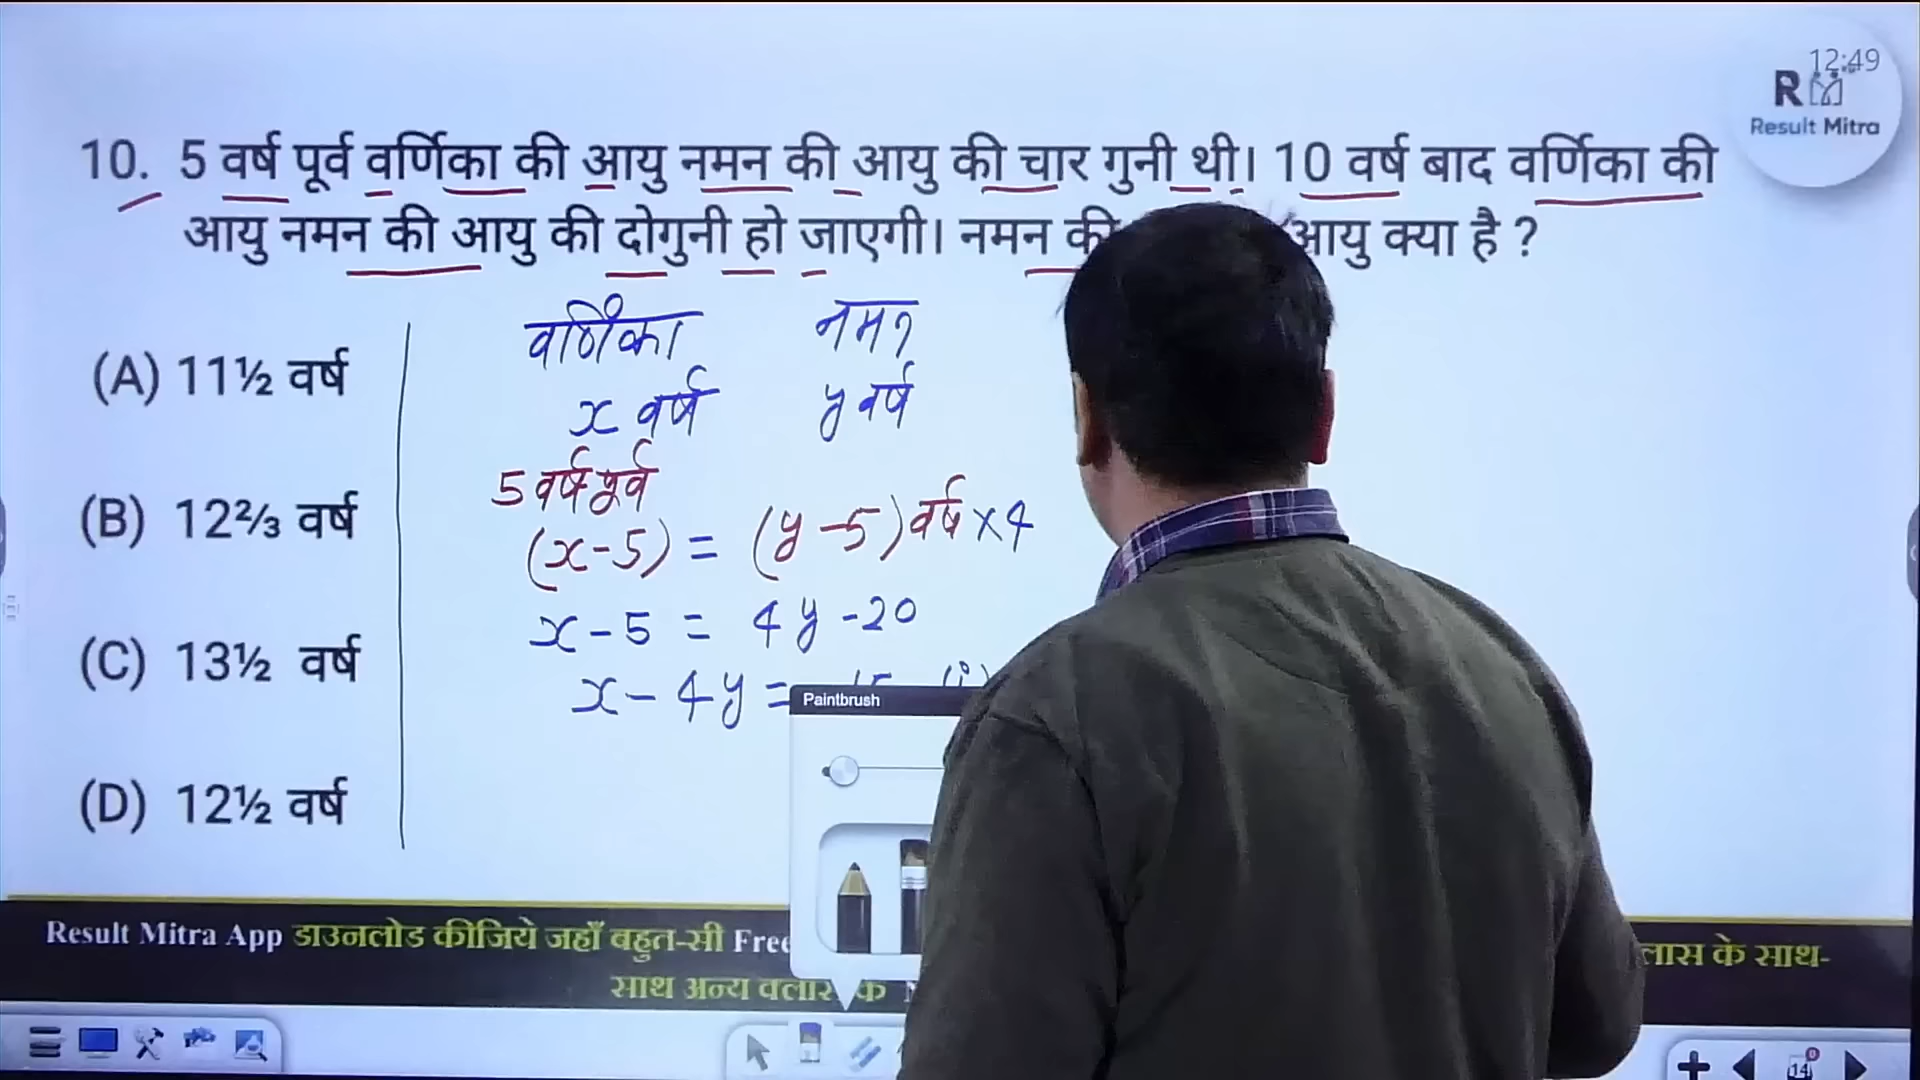 12:49
R
Result Mitra
10. 5 वर्ष पूर्व वर्णिका की आयु नमन की आयु की चार गुनी थी। 10 वर्ष बाद वर्णिका की
आयु नमन की आयु की दोगुनी हो जाएगी। नमन की आयु क्या है ?
(A) 11½ वर्ष
(B) 12⅔ वर्ष
(C) 13½ वर्ष
(D) 12½ वर्ष
वर्णिका नमन
x वर्ष y वर्ष
5 वर्ष पूर्व
(x-5) = (y-5) वर्ष ×4
x-5 = 4y-20
x-4y=
Paintbrush
Result Mitra App डाउनलोड कीजिये जहाँ बहुत-सी Free के साथ-
साथ अन्य
14